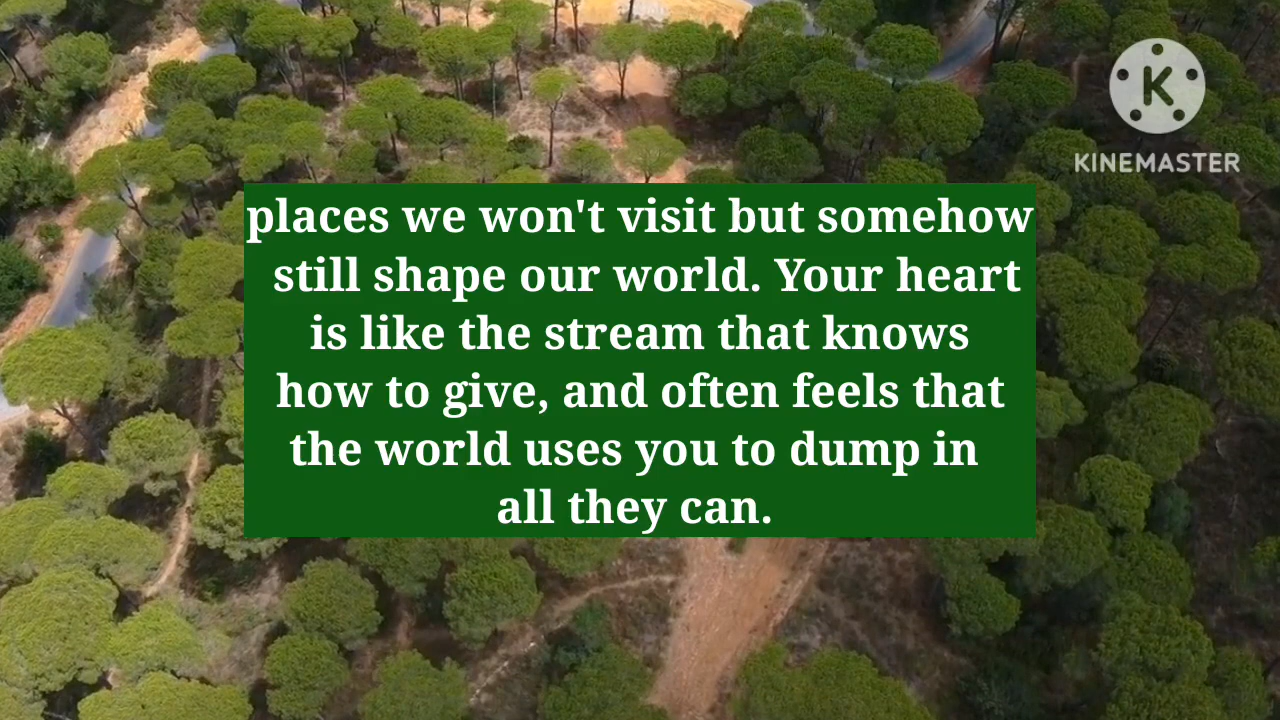 KINEMASTER
places we won't visit but somehow
still shape our world. Your heart
is like the stream that knows
how to give, and often feels that
the world uses you to dump in
all they can.